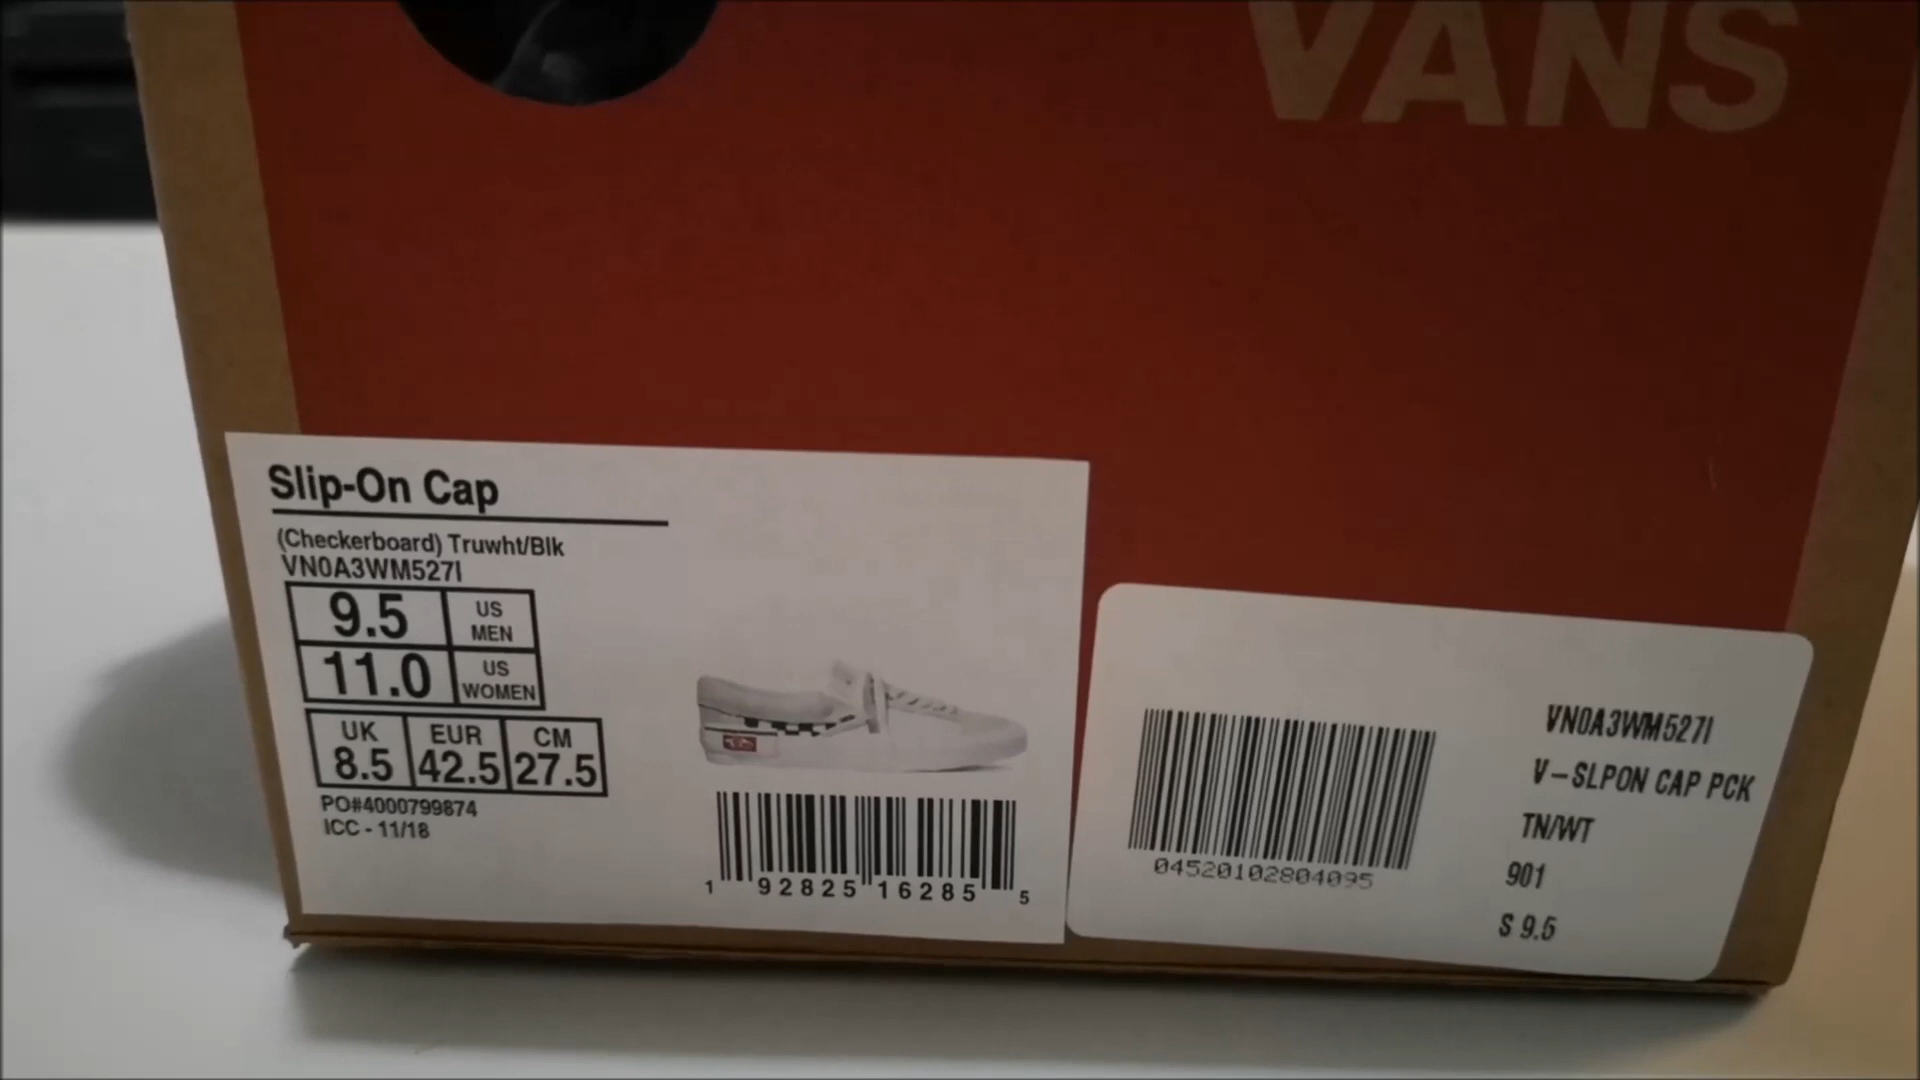 VANS
Slip-On Cap
(Checkerboard) Truwht/Blk
VN0A3WM527I
9.5 US MEN
11.0 US WOMEN
UK 8.5
EUR 42.5
CM 27.5
PO#4000799874
ICC - 11/18
1 92825 16285 5
04520102804095
VN0A3WM527I
V-SLPON CAP PCK
TN/WT
901
S 9.5